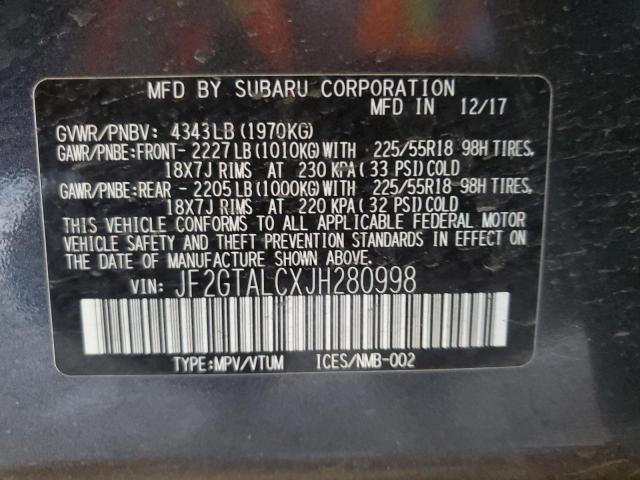 MFD BY SUBARU CORPORATION
MFD IN 12/17
GVWR/PNBV: 4343LB (1970KG)
GAWR/PNBE:FRONT- 2227LB (1010KG) WITH 225/55R18 98H TIRES,
18X7J RIMS AT 230 KPA (33 PSI) COLD
GAWR/PNBE:REAR - 2205LB (1000KG) WITH 225/55R18 98H TIRES,
18X7J RIMS AT 220 KPA (32 PSI) COLD
THIS VEHICLE CONFORMS TO ALL APPLICABLE FEDERAL MOTOR
VEHICLE SAFETY AND THEFT PREVENTION STANDARDS IN EFFECT
ON THE DATE OF MANUFACTURE SHOWN ABOVE.
VIN: JF2GTALCXJH280998
TYPE:MPV/VTUM ICES/NMB-002